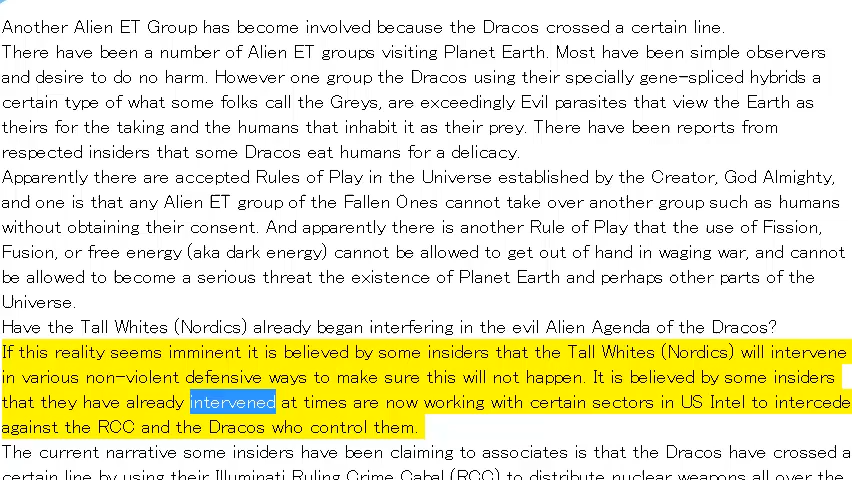 Another Alien ET Group has become involved because the Dracos crossed a certain line.
There have been a number of Alien ET groups visiting Planet Earth. Most have been simple observers
and desire to do no harm. However one group the Dracos using their specially gene-spliced hybrids a
certain type of what some folks call the Greys, are exceedingly Evil parasites that view the Earth as
theirs for the taking and the humans that inhabit it as their prey. There have been reports from
respected insiders that some Dracos eat humans for a delicacy.
Apparently there are accepted Rules of Play in the Universe established by the Creator, God Almighty,
and one is that any Alien ET group of the Fallen Ones cannot take over another group such as humans
without obtaining their consent. And apparently there is another Rule of Play that the use of Fission,
Fusion, or free energy (aka dark energy) cannot be allowed to get out of hand in waging war, and cannot
be allowed to become a serious threat the existence of Planet Earth and perhaps other parts of the
Universe.
Have the Tall Whites (Nordics) already began interfering in the evil Alien Agenda of the Dracos?
If this reality seems imminent it is believed by some insiders that the Tall Whites (Nordics) will intervene
in various non-violent defensive ways to make sure this will not happen. It is believed by some insiders
that they have already intervened at times are now working with certain sectors in US Intel to intercede
against the RCC and the Dracos who control them.
The current narrative some insiders have been claiming to associates is that the Dracos have crossed a
certain line by using their Illuminati Ruling Crime Cabal (RCC) to distribute nuclear weapons all over the